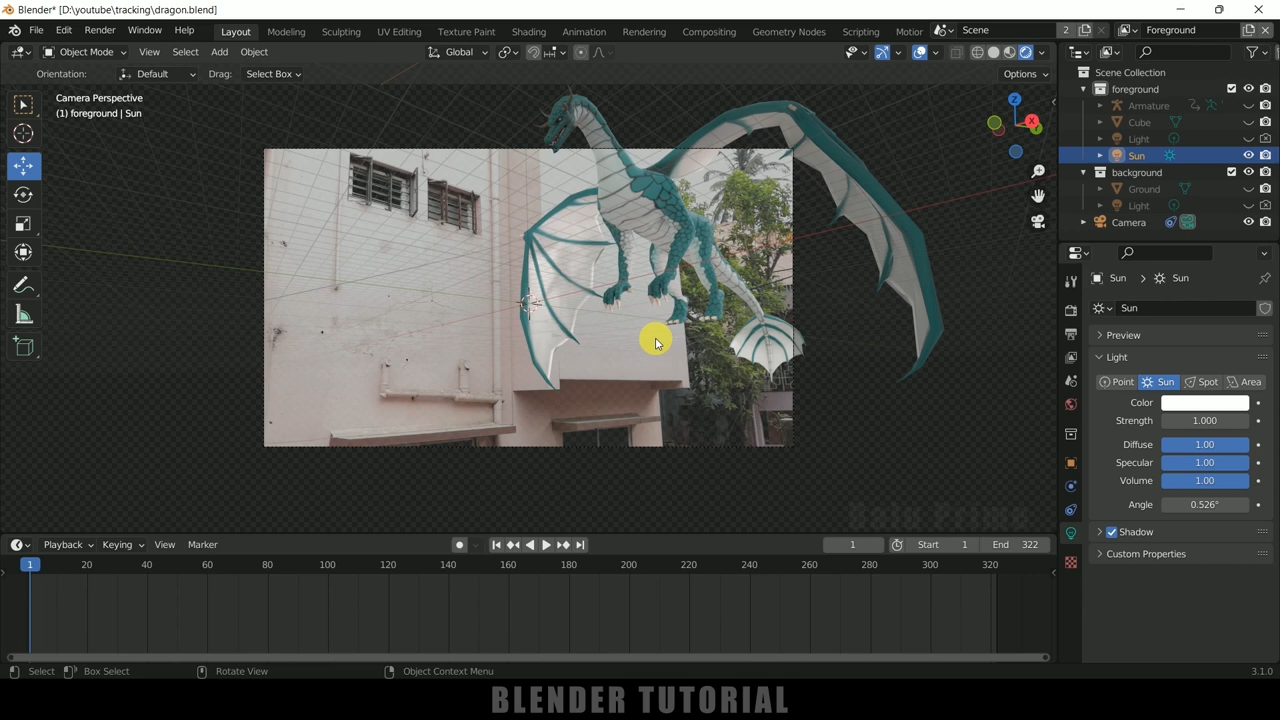 Blender* [D:\youtube\tracking\dragon.blend]
File Edit Render Window Help Layout Modeling Sculpting UV Editing Texture Paint Shading Animation Rendering Compositing Geometry Nodes Scripting Motior Scene 2 Foreground
Object Mode View Select Add Object Global
Orientation: Default Drag: Select Box Options
Camera Perspective
(1) foreground | Sun
Z
X
Y
Scene Collection
foreground
Armature
Cube
Light
Sun
background
Ground
Light
Camera
Sun Sun
Sun
Preview
Light
Point Sun Spot Area
Color
Strength 1.000
Diffuse 1.00
Specular 1.00
Volume 1.00
Angle 0.526°
Shadow
Custom Properties
Playback Keying View Marker 1 Start 1 End 322
1 20 40 60 80 100 120 140 160 180 200 220 240 260 280 300 320
Select Box Select Rotate View Object Context Menu 3.1.0
BLENDER TUTORIAL